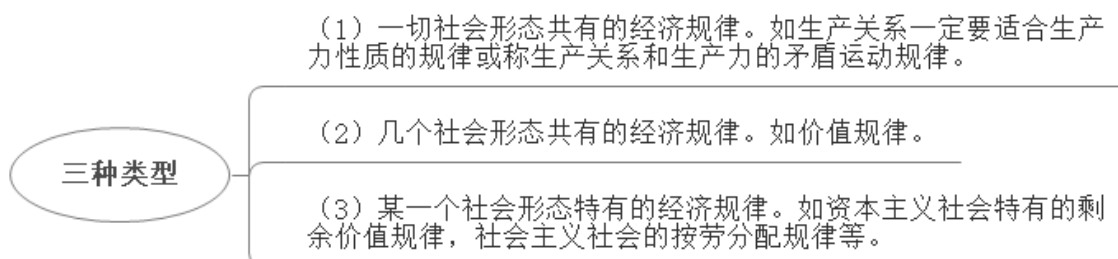 （1）一切社会形态共有的经济规律。如生产关系一定要适合生产
力性质的规律或称生产关系和生产力的矛盾运动规律。
（2）几个社会形态共有的经济规律。如价值规律。
三种类型
（3）某一个社会形态特有的经济规律。如资本主义社会特有的剩
余价值规律，社会主义社会的按劳分配规律等。